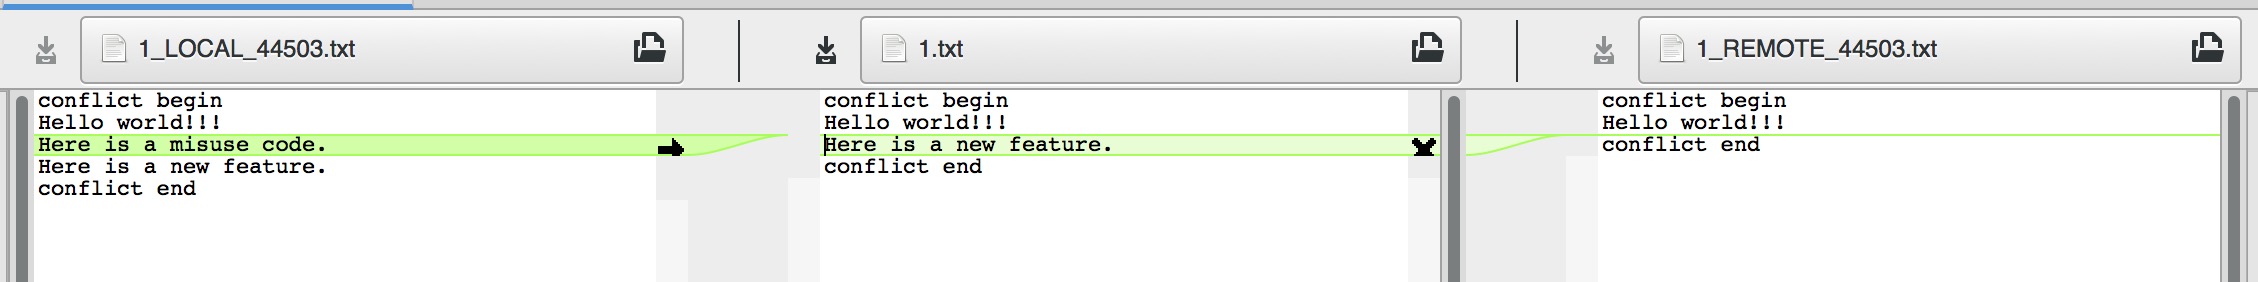 1_LOCAL_44503.txt
1.txt
1_REMOTE_44503.txt
conflict begin
Hello world!!!
Here is a misuse code.
Here is a new feature.
conflict end
conflict begin
Hello world!!!
Here is a new feature.
conflict end
conflict begin
Hello world!!!
conflict end